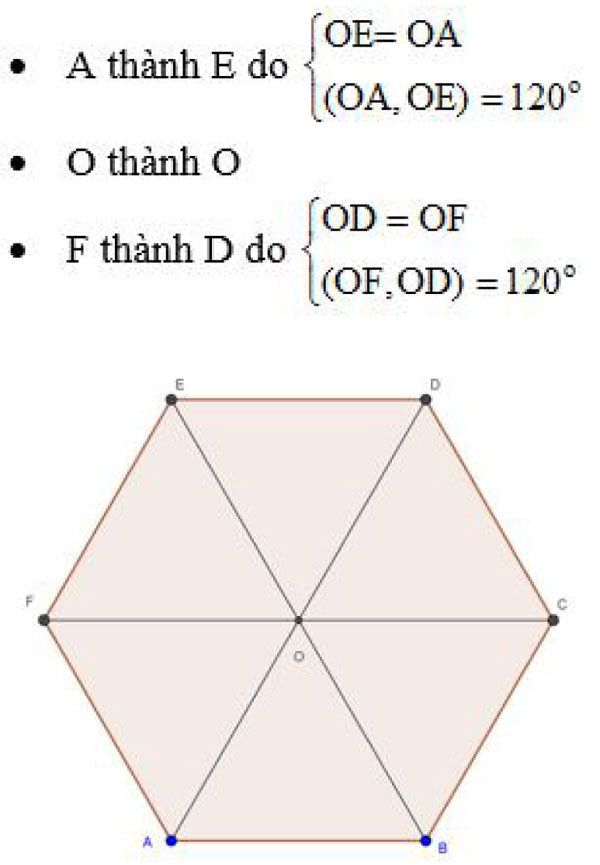 OE= OA
• A thành E do
(OA, OE) = 120°
• O thành O
OD = OF
• F thành D do
(OF,OD) = 120°
E D
F C
O
A B